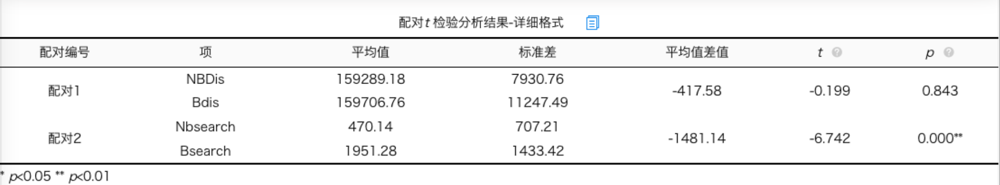 配对t 检验分析结果-详细格式
配对编号 项 平均值 标准差 平均值差值 t ? p ?
配对1 NBDis 159289.18 7930.76 -417.58 -0.199 0.843
Bdis 159706.76 11247.49
配对2 Nbsearch 470.14 707.21 -1481.14 -6.742 0.000**
Bsearch 1951.28 1433.42
* p<0.05 ** p<0.01